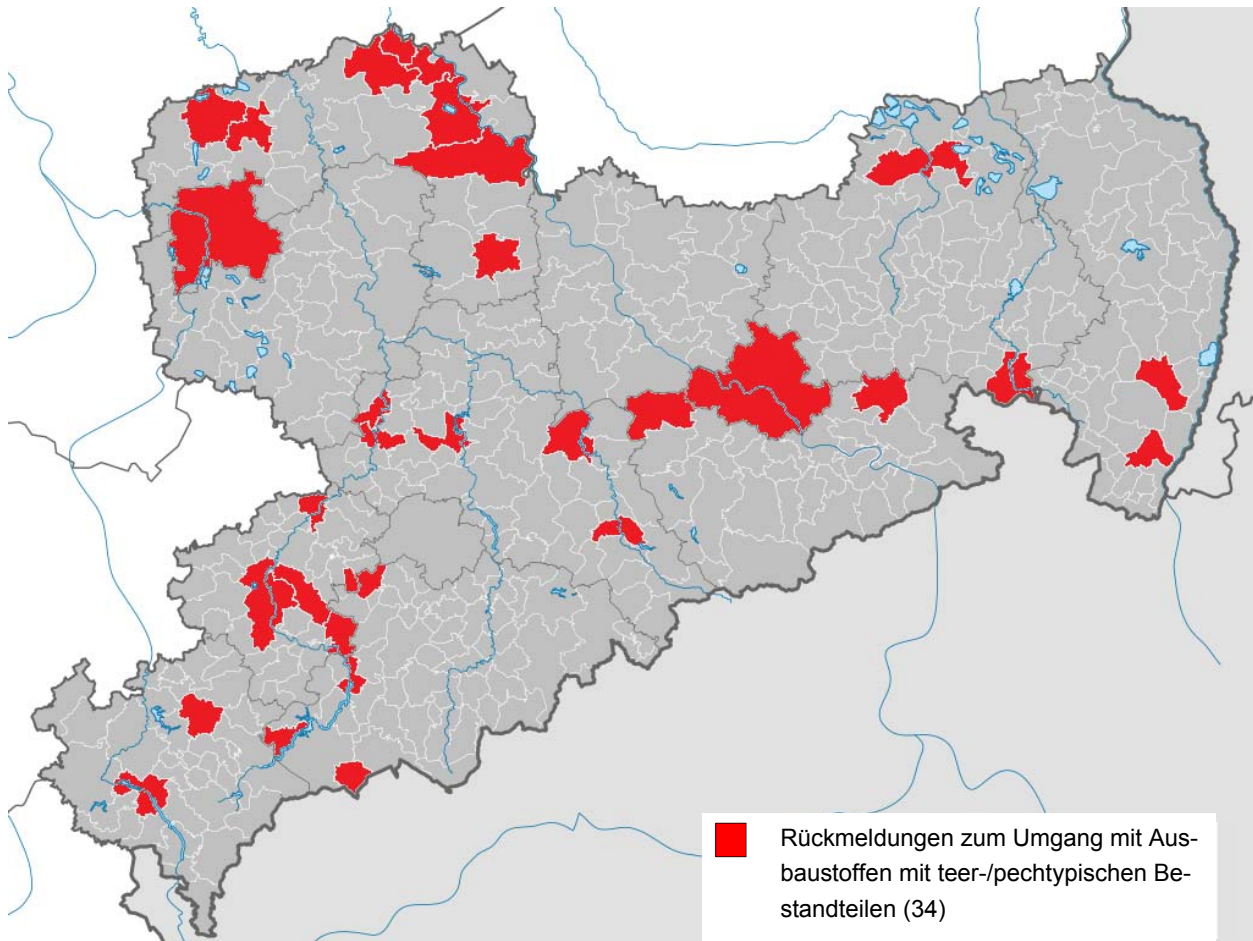 Rückmeldungen zum Umgang mit Aus-
baustoffen mit teer-/pechtypischen Be-
standteilen (34)